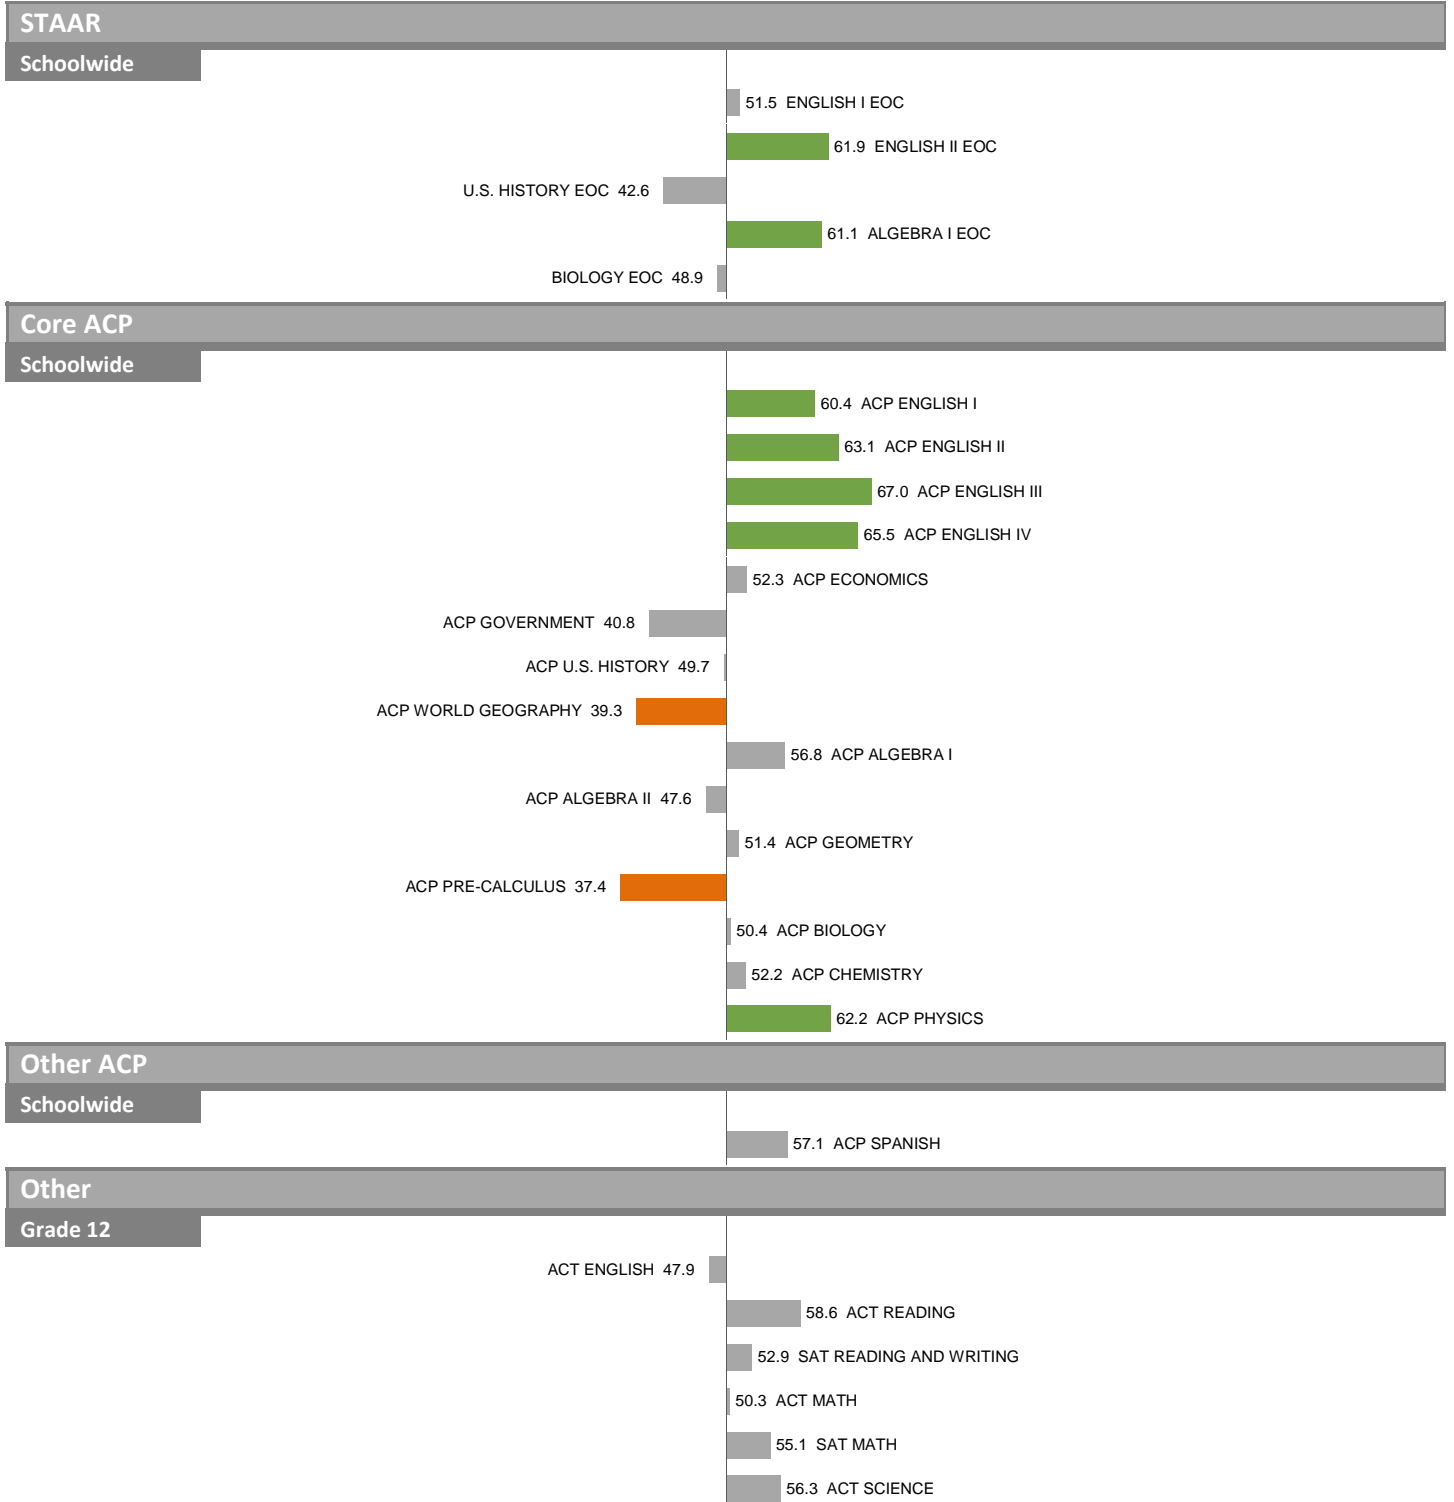 STAAR
Schoolwide
51.5 ENGLISH I EOC
61.9 ENGLISH II EOC
U.S. HISTORY EOC 42.6
61.1 ALGEBRA I EOC
BIOLOGY EOC 48.9
Core ACP
Schoolwide
60.4 ACP ENGLISH I
63.1 ACP ENGLISH II
67.0 ACP ENGLISH III
65.5 ACP ENGLISH IV
52.3 ACP ECONOMICS
ACP GOVERNMENT 40.8
ACP U.S. HISTORY 49.7
ACP WORLD GEOGRAPHY 39.3
56.8 ACP ALGEBRA I
ACP ALGEBRA II 47.6
51.4 ACP GEOMETRY
ACP PRE-CALCULUS 37.4
50.4 ACP BIOLOGY
52.2 ACP CHEMISTRY
62.2 ACP PHYSICS
Other ACP
Schoolwide
57.1 ACP SPANISH
Other
Grade 12
ACT ENGLISH 47.9
58.6 ACT READING
52.9 SAT READING AND WRITING
50.3 ACT MATH
55.1 SAT MATH
56.3 ACT SCIENCE